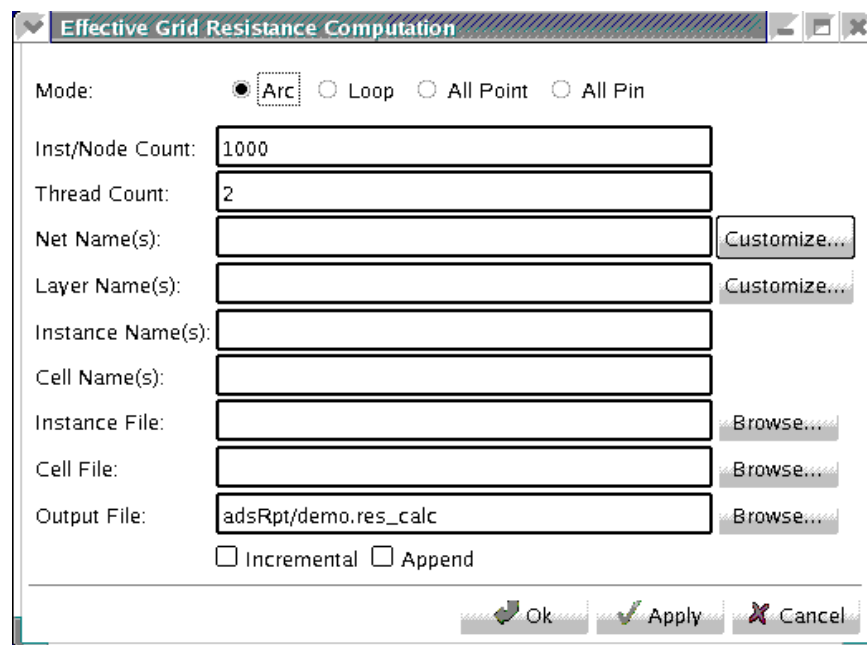 Effective Grid Resistance Computation
Mode: Arc Loop All Point All Pin
Inst/Node Count: 1000
Thread Count: 2
Net Name(s): Customize...
Layer Name(s): Customize...
Instance Name(s):
Cell Name(s):
Instance File: Browse...
Cell File: Browse...
Output File: adsRpt/demo.res_calc Browse...
Incremental Append
Ok Apply Cancel